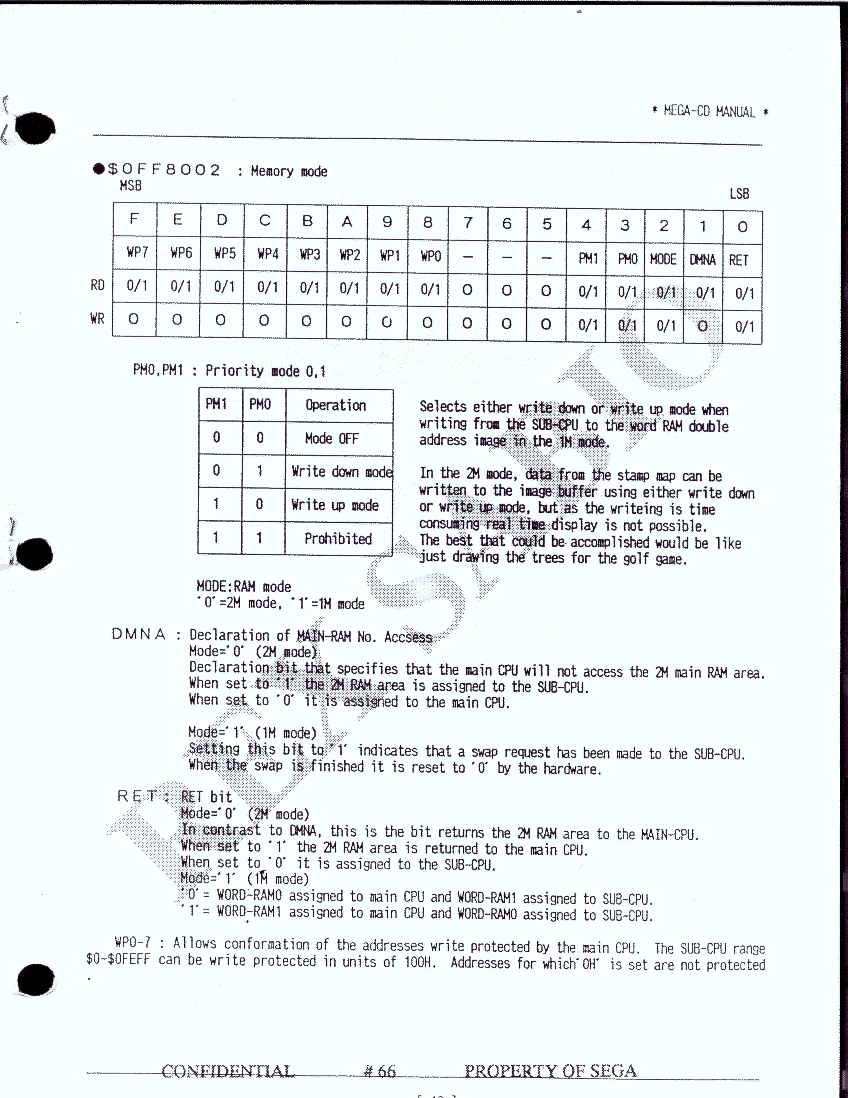 * MEGA-CD MANUAL *
●$0FF8002 : Memory mode
MSB LSB
F E D C B A 9 8 7 6 5 4 3 2 1 0
WP7 WP6 WP5 WP4 WP3 WP2 WP1 WP0 — — — PM1 PM0 MODE DMNA RET
RD 0/1 0/1 0/1 0/1 0/1 0/1 0/1 0/1 0 0 0 0/1 0/1 0/1 0/1 0/1
WR 0 0 0 0 0 0 0 0 0 0 0 0/1 0/1 0/1 0 0/1
PM0,PM1 : Priority mode 0,1
PM1 PM0 Operation
0 0 Mode OFF
0 1 Write down mode
1 0 Write up mode
1 1 Prohibited
Selects either write down or write up mode when
writing from the SUB-CPU to the word RAM double
address image in the 1M mode.
In the 2M mode, data from the stamp map can be
written to the image buffer using either write down
or write up mode, but as the writeing is time
consuming real time display is not possible.
The best that could be accomplished would be like
just drawing the trees for the golf game.
MODE:RAM mode
'0'=2M mode, '1'=1M mode
DMNA : Declaration of MAIN-RAM No. Accsess
Mode='0' (2M mode)
Declaration bit that specifies that the main CPU will not access the 2M main RAM area.
When set to '1' the 2M RAM area is assigned to the SUB-CPU.
When set to '0' it is assigned to the main CPU.
Mode='1' (1M mode)
Setting this bit to '1' indicates that a swap request has been made to the SUB-CPU.
When the swap is finished it is reset to '0' by the hardware.
RET : RET bit
Mode='0' (2M mode)
In contrast to DMNA, this is the bit returns the 2M RAM area to the MAIN-CPU.
When set to '1' the 2M RAM area is returned to the main CPU.
When set to '0' it is assigned to the SUB-CPU.
Mode='1' (1M mode)
'0'= WORD-RAM0 assigned to main CPU and WORD-RAM1 assigned to SUB-CPU.
'1'= WORD-RAM1 assigned to main CPU and WORD-RAM0 assigned to SUB-CPU.
WP0-7 : Allows conformation of the addresses write protected by the main CPU. The SUB-CPU range
$0~$0FEFF can be write protected in units of 100H. Addresses for which'0H' is set are not protected
.
CONFIDENTIAL #66 PROPERTY OF SEGA